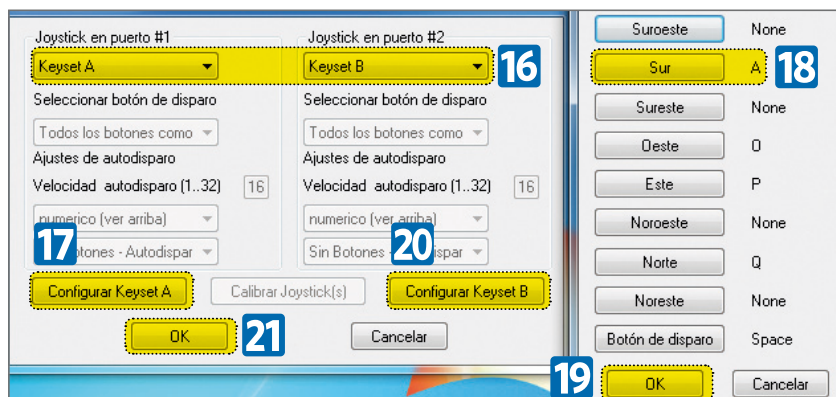 Joystick en puerto #1
Keyset A
Seleccionar botón de disparo
Todos los botones como
Ajustes de autodisparo
Velocidad autodisparo (1..32) 16
numerico (ver arriba)
17
otones - Autodispar
Configurar Keyset A
Joystick en puerto #2
Keyset B
16
Seleccionar botón de disparo
Todos los botones como
Ajustes de autodisparo
Velocidad autodisparo (1..32) 16
numerico (ver arriba)
20
Sin Botones - ispar
Calibrar Joystick(s)
Configurar Keyset B
OK
21
Cancelar
Suroeste None
Sur A
18
Sureste None
Oeste O
Este P
Noroeste None
Norte Q
Noreste None
Botón de disparo Space
19
OK Cancelar